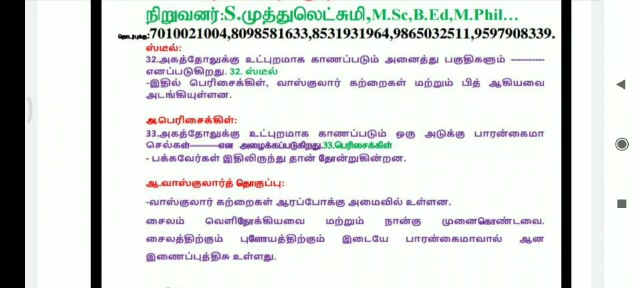 நிறுவனர்:S.முத்துலெட்சுமி,M.Sc,B.Ed,M.Phil...
தொடர்புக்கு:7010021004,8098581633,8531931964,9865032511,9597908339.
ஸ்டீல்:
32.அகத்தோலுக்கு உட்புறமாக காணப்படும் அனைத்து பகுதிகளும் -----------
எனப்படுகிறது. 32. ஸ்டீல்
-இதில் பெரிசைக்கிள், வாஸ்குலார் கற்றைகள் மற்றும் பித் ஆகியவை
அடங்கியுள்ளன.
அ.பெரிசைக்கிள்:
33.அகத்தோலுக்கு உட்புறமாக காணப்படும் ஒரு அடுக்கு பாரன்கைமா
செல்கள்--------என அழைக்கப்படுகிறது.33.பெரிசைக்கிள்
- பக்கவேர்கள் இதிலிருந்து தான் தோன்றுகின்றன.
ஆ.வாஸ்குலார்த் தொகுப்பு:
-வாஸ்குலார் கற்றைகள் ஆரப்போக்கு அமைவில் உள்ளன.
சைலம் வெளிநோக்கியவை மற்றும் நான்கு முனைகொண்டவை.
சைலத்திற்கும் புளோயத்திற்கும் இடையே பாரன்கைமாவால் ஆன
இணைப்புத்திசு உள்ளது.